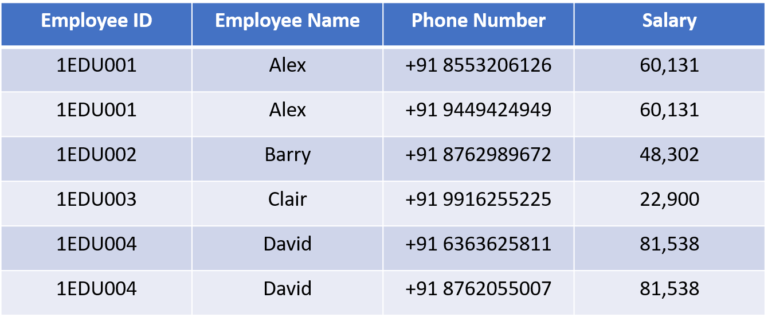 Employee ID Employee Name Phone Number Salary
1EDU001 Alex +91 8553206126 60,131
1EDU001 Alex +91 9449424949 60,131
1EDU002 Barry +91 8762989672 48,302
1EDU003 Clair +91 9916255225 22,900
1EDU004 David +91 6363625811 81,538
1EDU004 David +91 8762055007 81,538